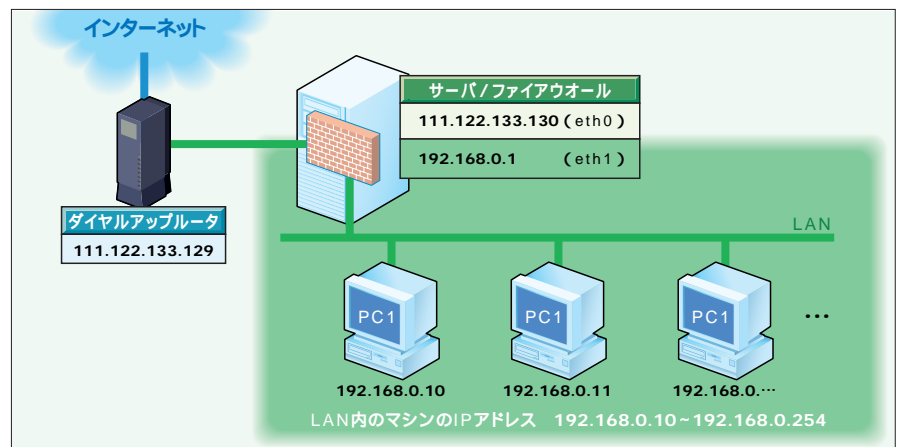 インターネット
サーバ/ファイアウオール
111.122.133.130(eth0)
192.168.0.1 (eth1)
ダイヤルアップルータ
111.122.133.129
LAN
PC1
PC1
PC1
…
192.168.0.10
192.168.0.11
192.168.0.…
LAN内のマシンのIPアドレス 192.168.0.10~192.168.0.254